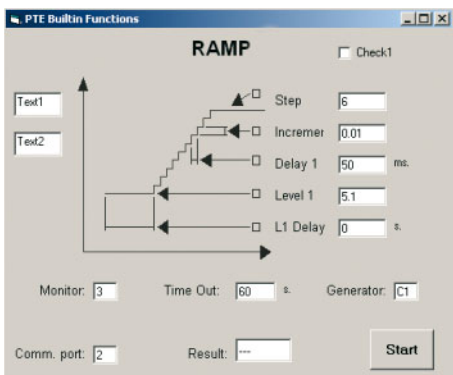 PTE Builtin Functions
RAMP
Check1
Text1
Step 6
Incremer 0.01
Text2
Delay 1 50 ms.
Level 1 5.1
L1 Delay 0 s.
Monitor: 3 Time Out: 60 s. Generator: C1
Comm. port: 2 Result: --- Start